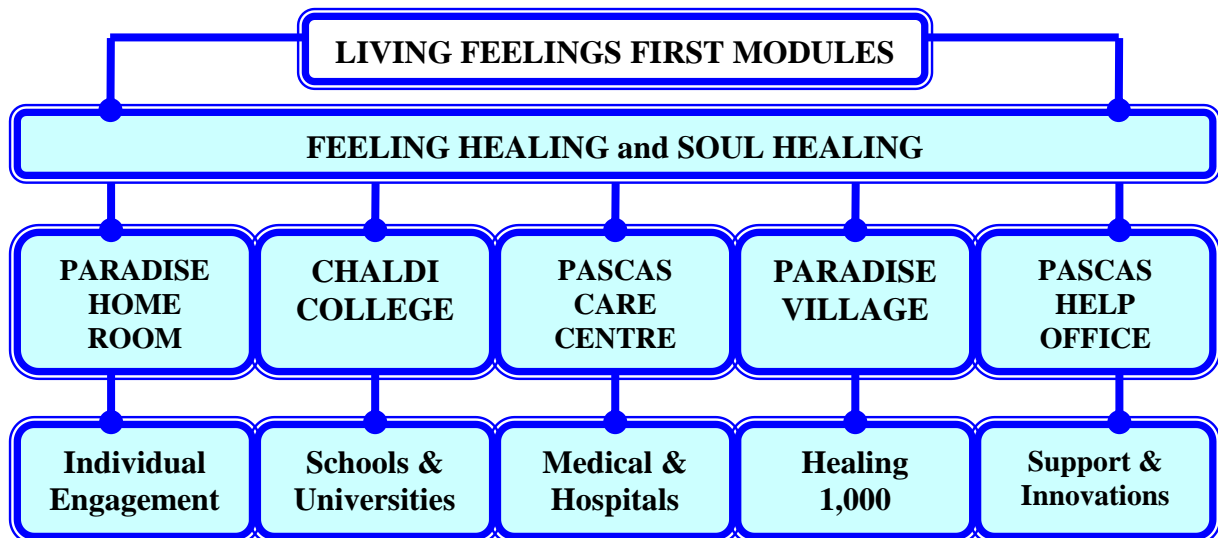 LIVING FEELINGS FIRST MODULES
FEELING HEALING and SOUL HEALING
PARADISE
HOME
ROOM
CHALDI
COLLEGE
PASCAS
CARE
CENTRE
PARADISE
VILLAGE
PASCAS
HELP
OFFICE
Individual
Engagement
Schools &
Universities
Medical &
Hospitals
Healing
1,000
Support &
Innovations